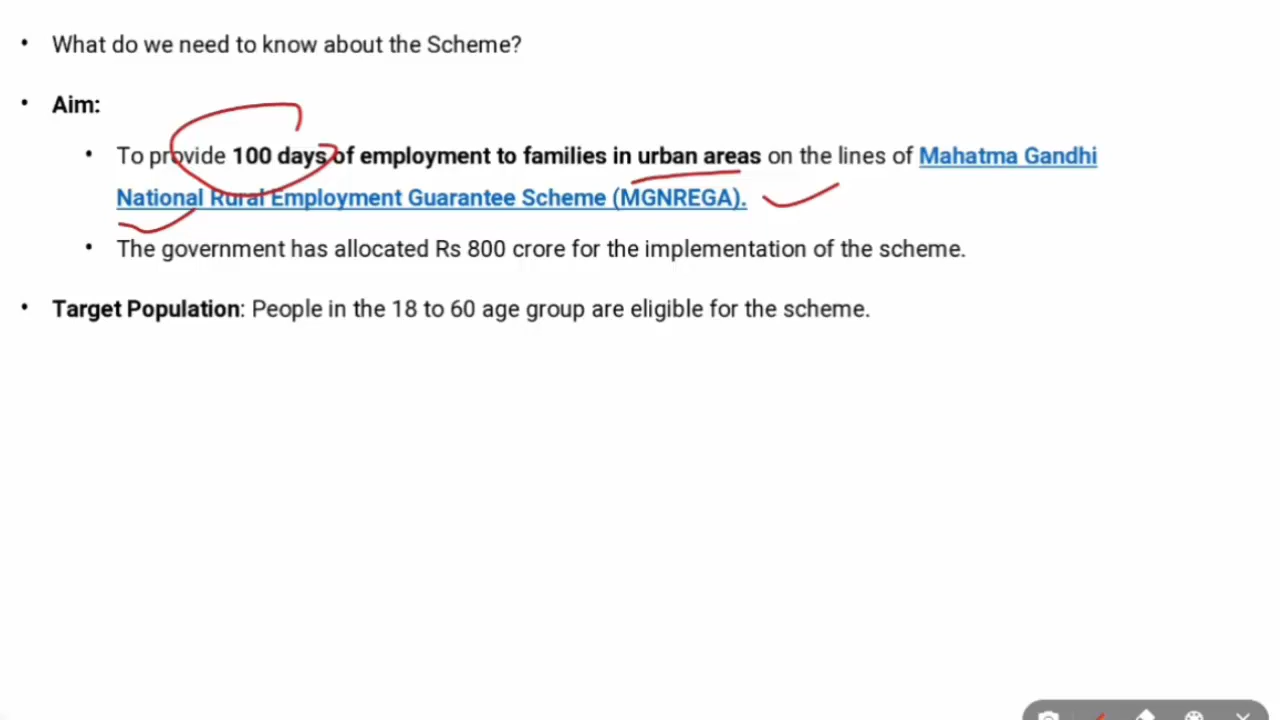 • What do we need to know about the Scheme?
• Aim:
• To provide 100 days of employment to families in urban areas on the lines of Mahatma Gandhi
National Rural Employment Guarantee Scheme (MGNREGA).
• The government has allocated Rs 800 crore for the implementation of the scheme.
• Target Population: People in the 18 to 60 age group are eligible for the scheme.